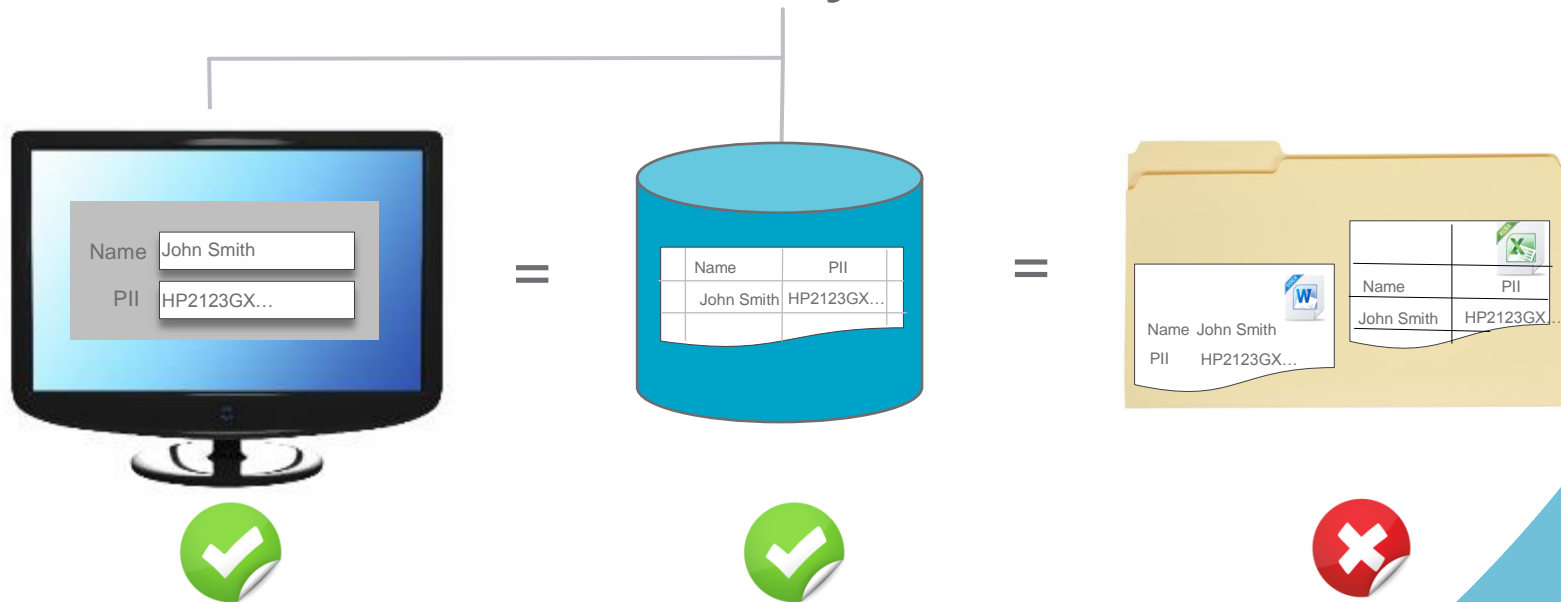 Name John Smith
PII HP2123GX…
=
Name PII
John Smith HP2123GX…
=
Name John Smith
PII HP2123GX…
Name PII
John Smith HP2123GX…